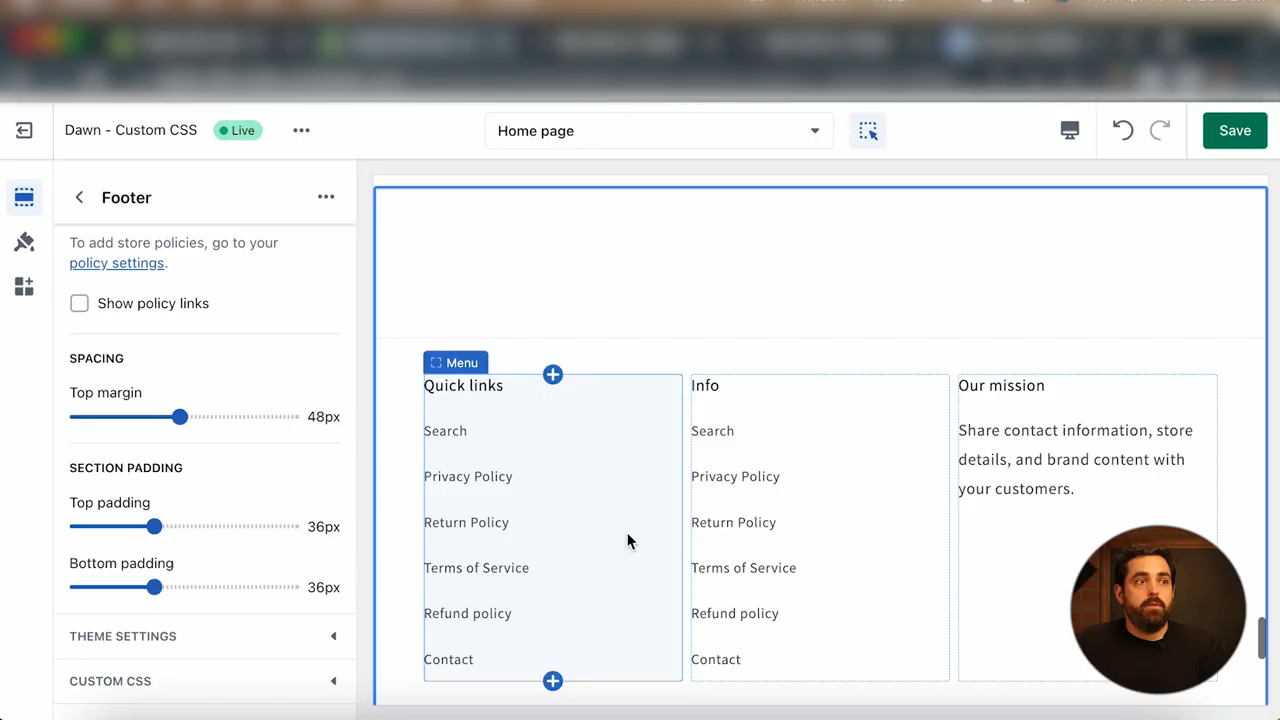 Dawn - Custom CSS
Live
Home page
Save
Footer
To add store policies, go to your
policy settings.
Show policy links
SPACING
Top margin
48px
SECTION PADDING
Top padding
36px
Bottom padding
36px
THEME SETTINGS
CUSTOM CSS
Menu
Quick links
Search
Privacy Policy
Return Policy
Terms of Service
Refund policy
Contact
Info
Search
Privacy Policy
Return Policy
Terms of Service
Refund policy
Contact
Our mission
Share contact information, store
details, and brand content with
your customers.